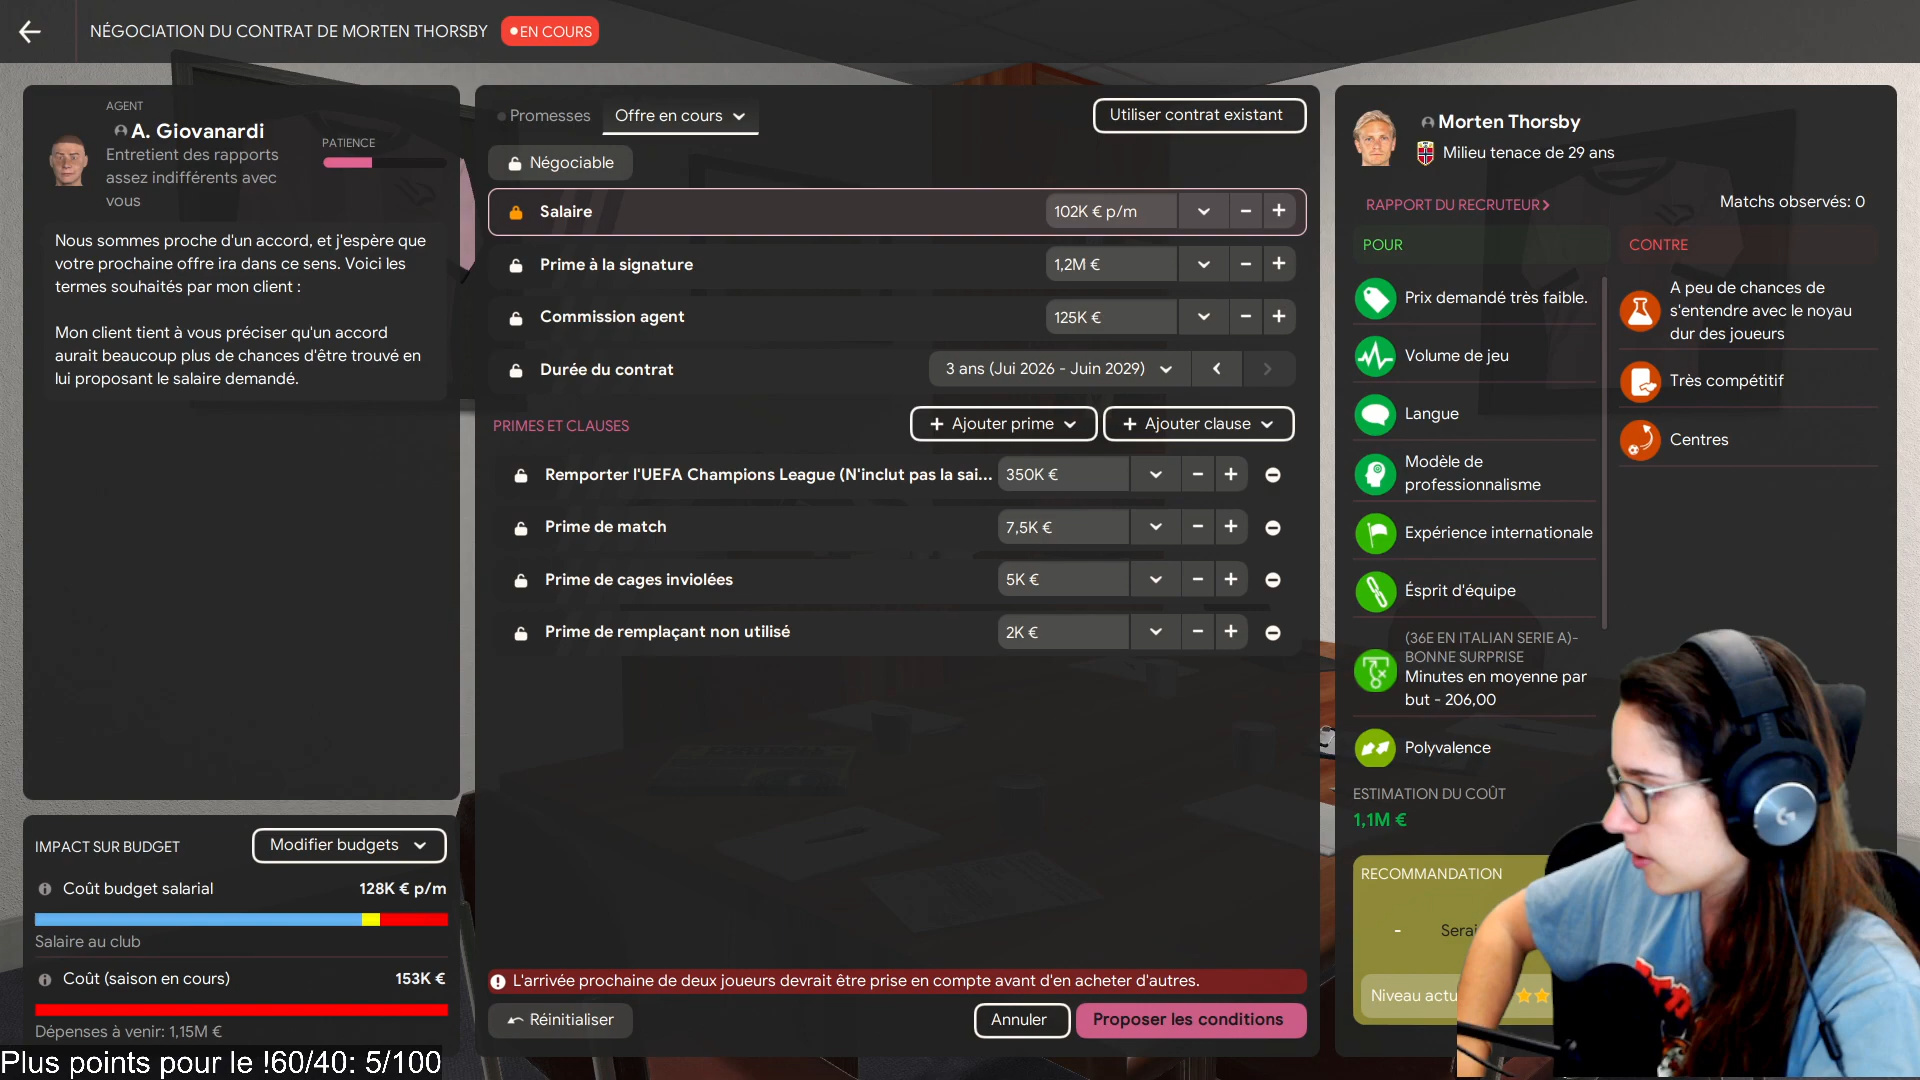 NÉGOCIATION DU CONTRAT DE MORTEN THORSBY
EN COURS
AGENT
A. Giovanardi
Entretient des rapports
assez indifférents avec
vous
PATIENCE
Nous sommes proche d'un accord, et j'espère que
votre prochaine offre ira dans ce sens. Voici les
termes souhaités par mon client :
Mon client tient à vous préciser qu'un accord
aurait beaucoup plus de chances d'être trouvé en
lui proposant le salaire demandé.
IMPACT SUR BUDGET
Modifier budgets
Coût budget salarial
128K € p/m
Salaire au club
Coût (saison en cours)
153K €
Dépenses à venir: 1,15M €
Plus points pour le !60/40: 5/100
Promesses
Offre en cours
Utiliser contrat existant
Négociable
Salaire
102K € p/m
Prime à la signature
1,2M €
Commission agent
125K €
Durée du contrat
3 ans (Jui 2026 - Juin 2029)
PRIMES ET CLAUSES
Ajouter prime
Ajouter clause
Remporter l'UEFA Champions League (N'inclut pas la sai...
350K €
Prime de match
7,5K €
Prime de cages inviolées
5K €
Prime de remplaçant non utilisé
2K €
L'arrivée prochaine de deux joueurs devrait être prise en compte avant d'en acheter d'autres.
Réinitialiser
Annuler
Proposer les conditions
Morten Thorsby
Milieu tenace de 29 ans
RAPPORT DU RECRUTEUR
Matchs observés: 0
POUR
Prix demandé très faible.
Volume de jeu
Langue
Modèle de
professionnalisme
Expérience internationale
Ésprit d'équipe
(36E EN ITALIAN SERIE A)-
BONNE SURPRISE
Minutes en moyenne par
but - 206,00
Polyvalence
CONTRE
A peu de chances de
s'entendre avec le noyau
dur des joueurs
Très compétitif
Centres
ESTIMATION DU COÛT
1,1M €
RECOMMANDATION
- Serai
Niveau actu